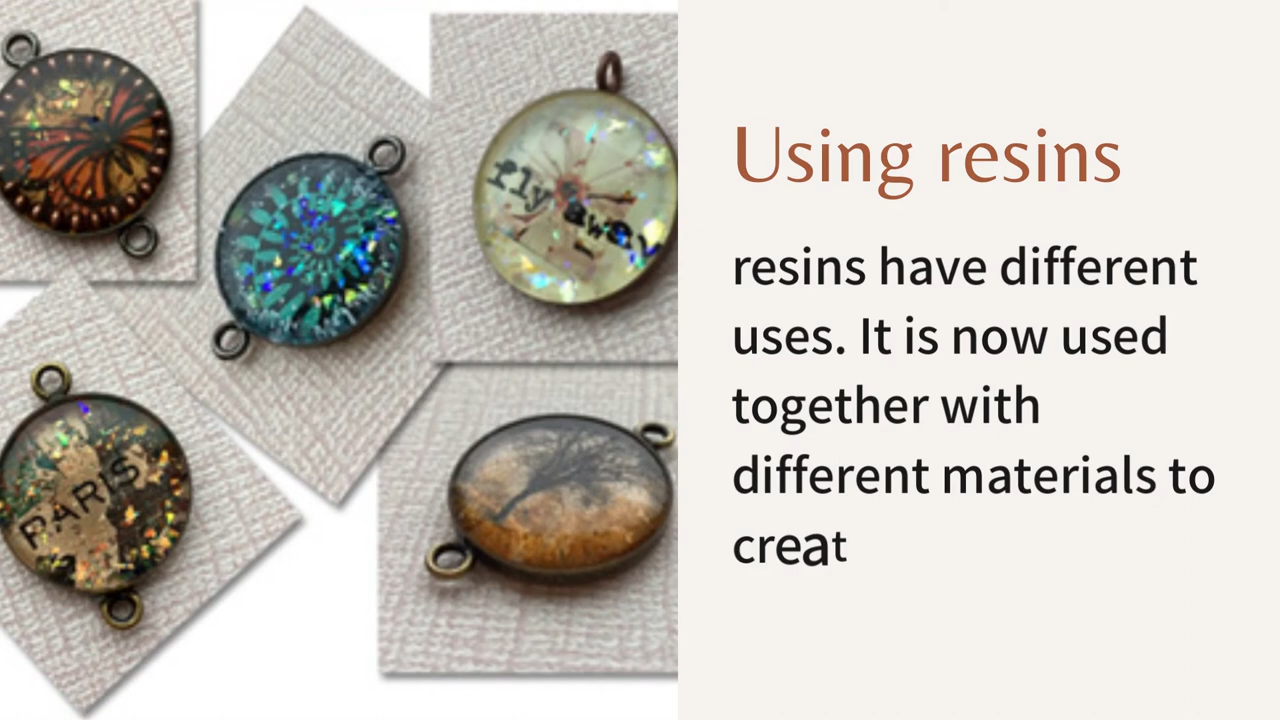 fly away
PARIS
Using resins
resins have different
uses. It is now used
together with
different materials to
creat